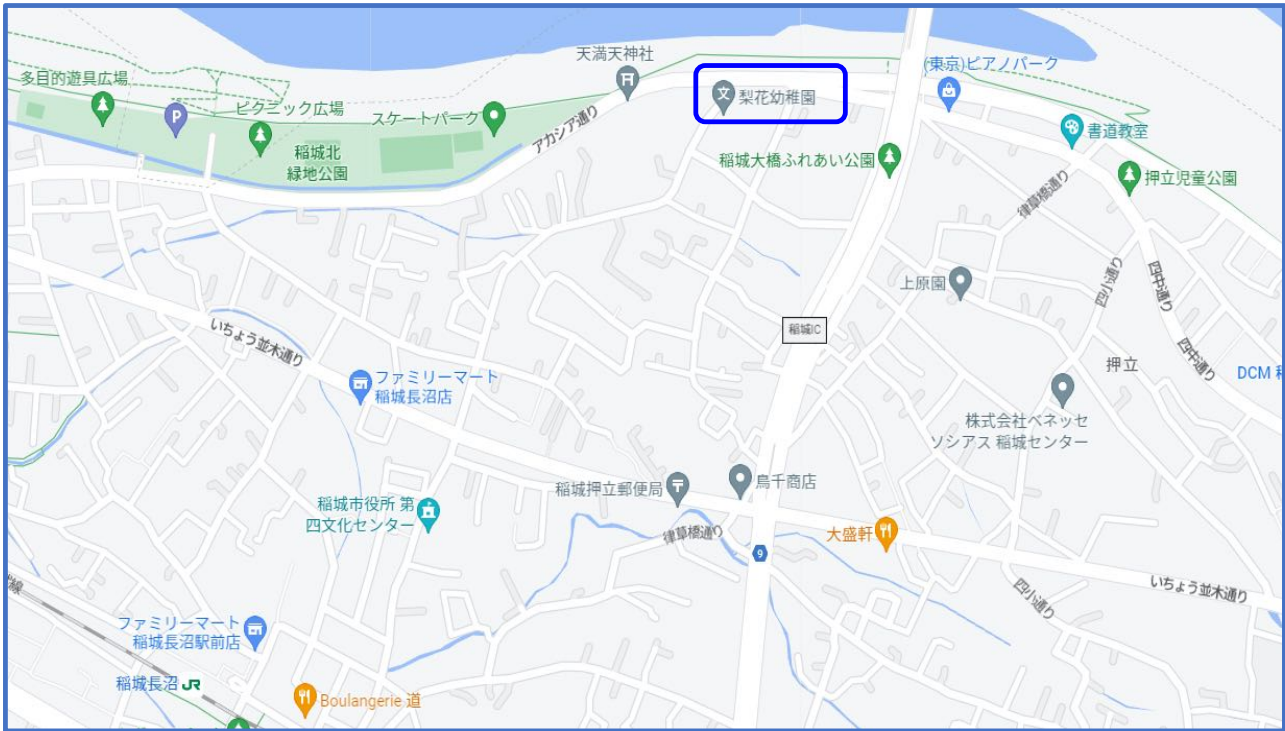 天満天神社
多目的遊具広場
P
ピクニック広場
スケートパーク
稲城北
緑地公園
アカシア通り
文
梨花幼稚園
(東京)ピアノパーク
書道教室
稲城大橋ふれあい公園
押立児童公園
律草橋通り
上原園
四小通り
四中通り
稲城IC
いちょう並木通り
ファミリーマート
稲城長沼店
四中通り
押立
DCM
株式会社ベネッセ
ソシアス 稲城センター
稲城押立郵便局
鳥千商店
稲城市役所 第
四文化センター
律草橋通り
大盛軒
9
四小通り
いちょう並木通り
線
ファミリーマート
稲城長沼駅前店
稲城長沼 JR
Boulangerie 道